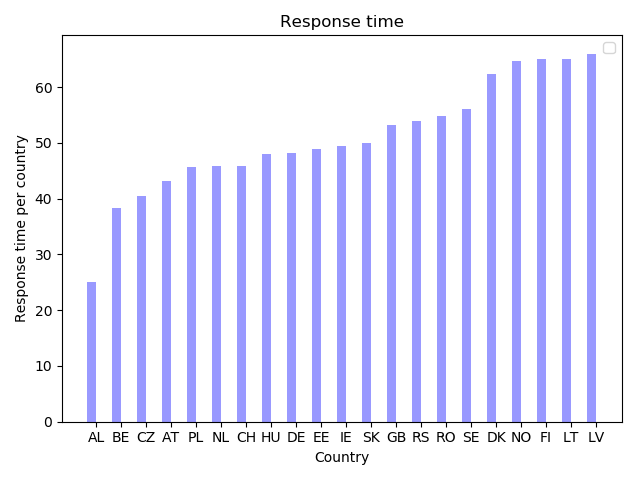 Response time
Response time per country
60
50
40
30
20
10
0
AL BE CZ AT PL NL CH HU DE EE IE SK GB RS RO SE DK NO FI LT LV
Country